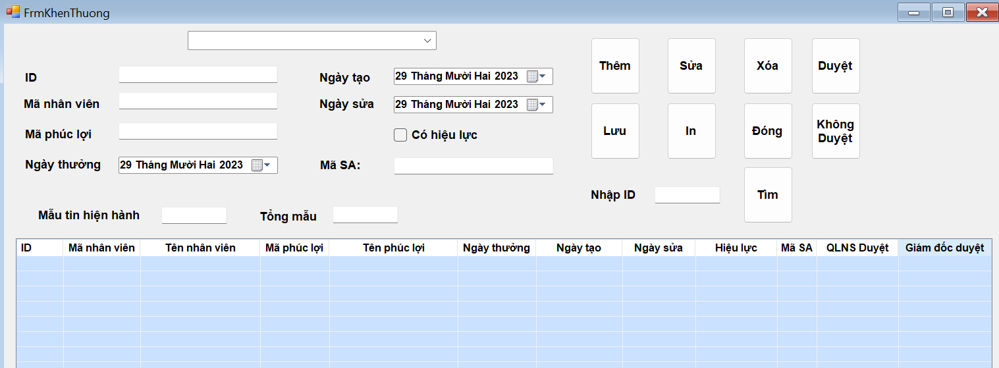 FrmKhenThuong
Thêm Sửa Xóa Duyệt
ID Ngày tạo 29 Tháng Mười Hai 2023
Mã nhân viên Ngày sửa 29 Tháng Mười Hai 2023
Mã phúc lợi Có hiệu lực
Lưu In Đóng Không
Duyệt
Ngày thưởng 29 Tháng Mười Hai 2023 Mã SA:
Nhập ID Tìm
Mẫu tin hiện hành Tổng mẫu
ID Mã nhân viên Tên nhân viên Mã phúc lợi Tên phúc lợi Ngày thưởng Ngày tạo Ngày sửa Hiệu lực Mã SA QLNS Duyệt Giám đốc duyệt